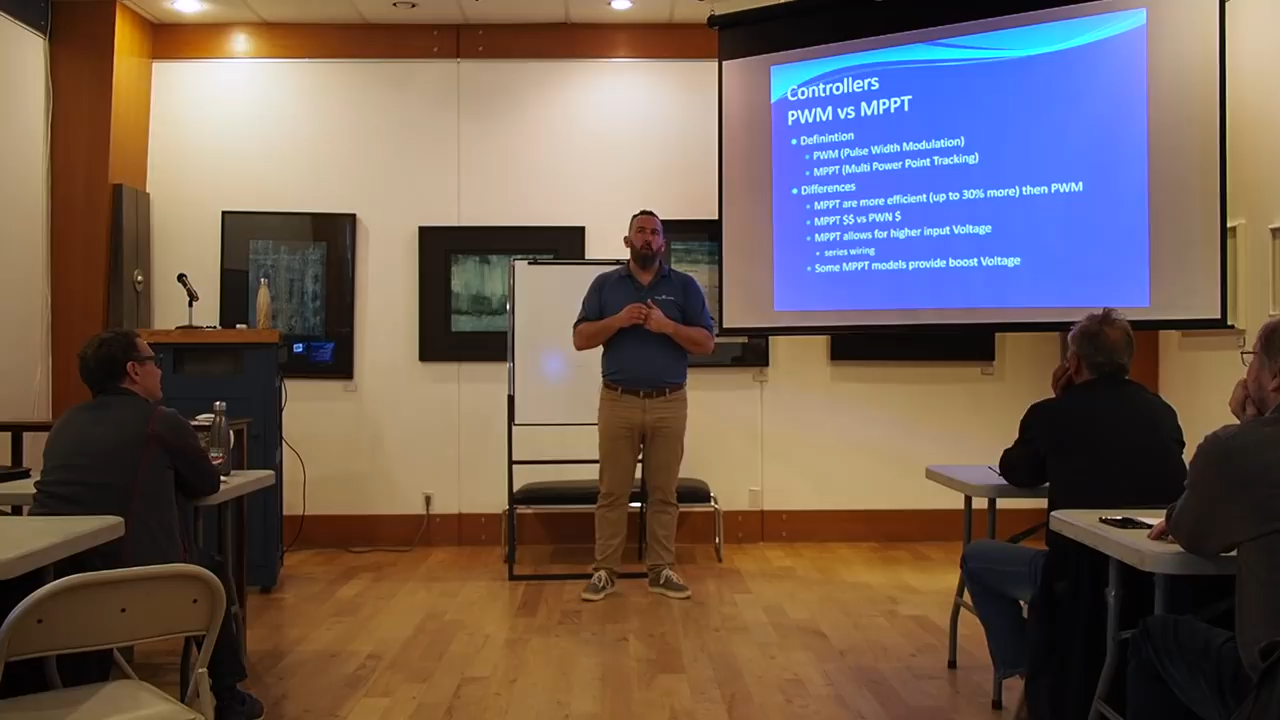 Controllers
PWM vs MPPT
Definintion
PWM (Pulse Width Modulation)
MPPT (Multi Power Point Tracking)
Differences
MPPT are more efficient (up to 30% more) then PWM
MPPT $$ vs PWN $
MPPT allows for higher input Voltage
series wiring
Some MPPT models provide boost Voltage